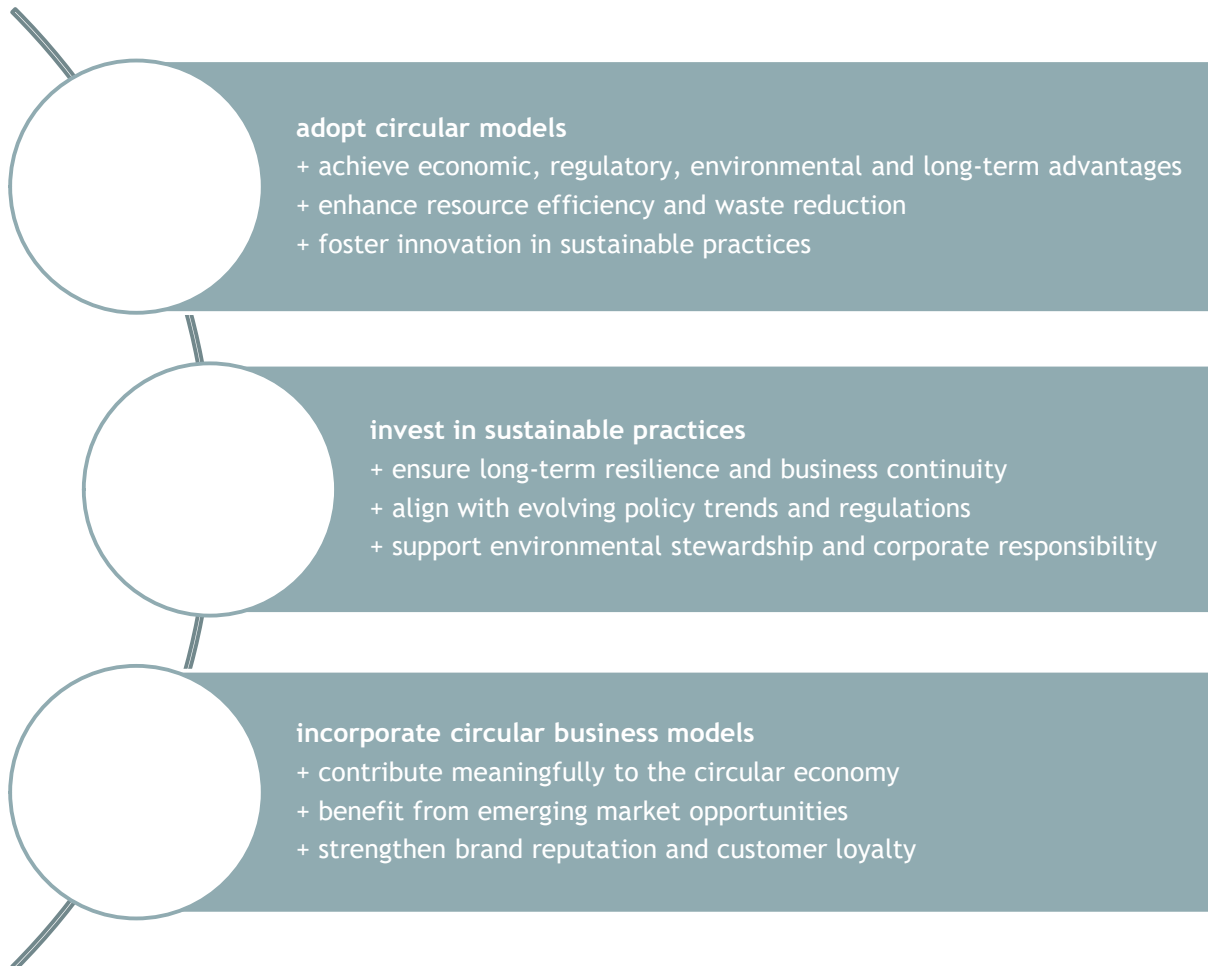 adopt circular models
+ achieve economic, regulatory, environmental and long-term advantages
+ enhance resource efficiency and waste reduction
+ foster innovation in sustainable practices
invest in sustainable practices
+ ensure long-term resilience and business continuity
+ align with evolving policy trends and regulations
+ support environmental stewardship and corporate responsibility
incorporate circular business models
+ contribute meaningfully to the circular economy
+ benefit from emerging market opportunities
+ strengthen brand reputation and customer loyalty